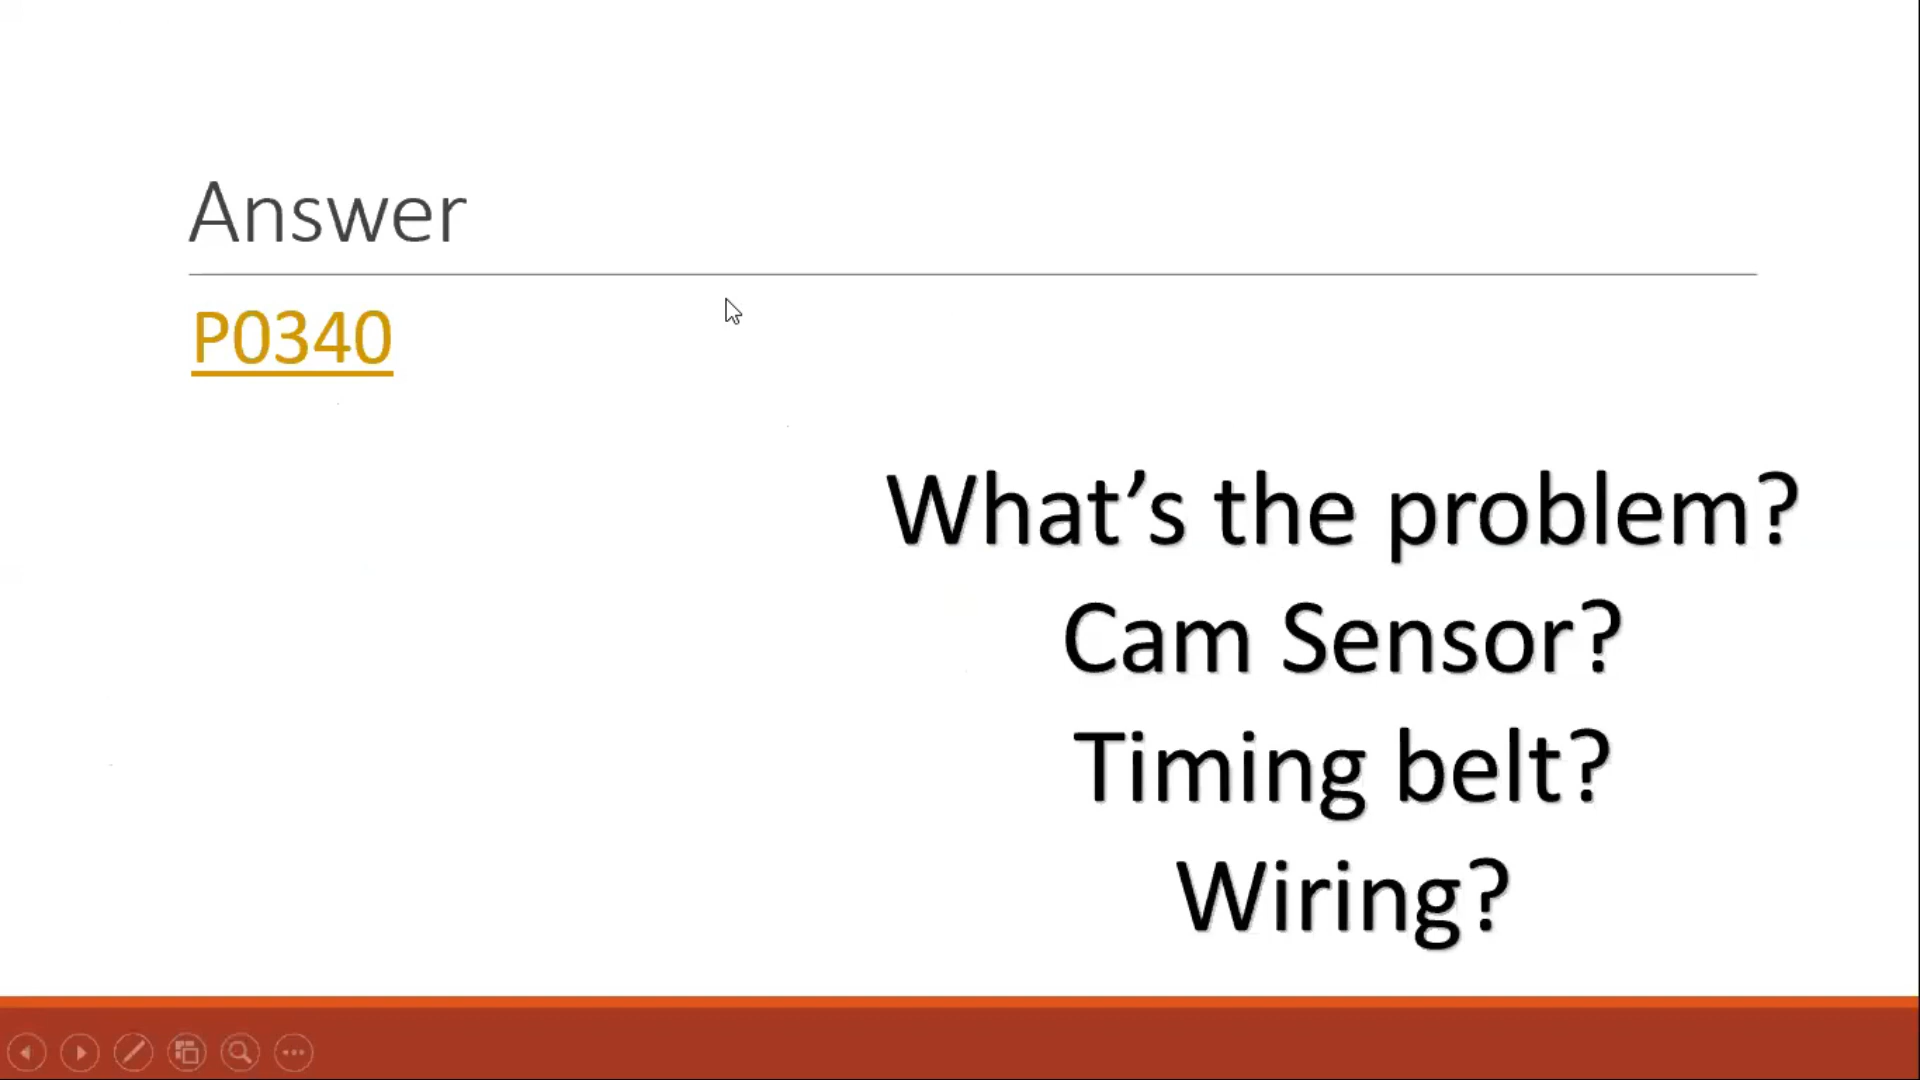 Answer
P0340
What’s the problem?
Cam Sensor?
Timing belt?
Wiring?